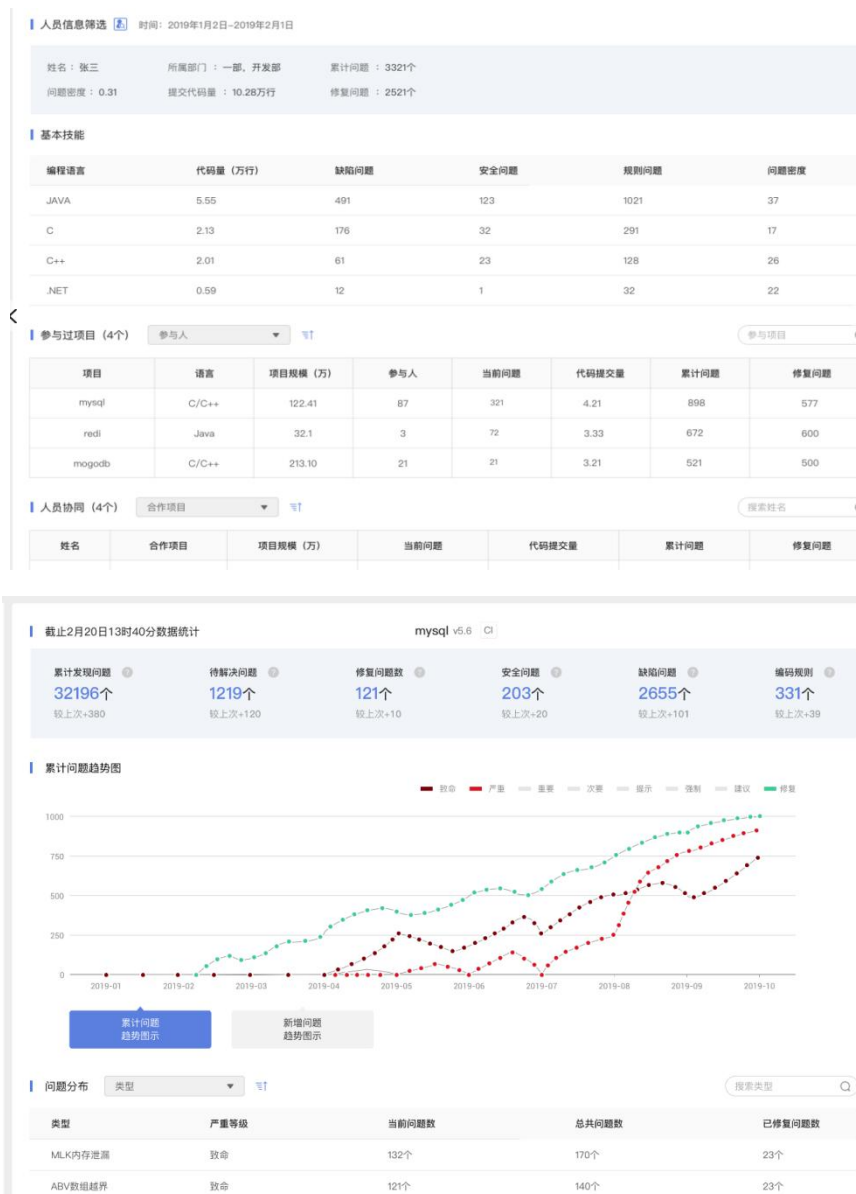 人员信息筛选 时间：2019年1月2日-2019年2月1日
姓名：张三 所属部门 ：一部、开发部 累计问题 ：3321个
问题密度：0.31 提交代码量 ：10.28万行 修复问题 ：2521个
基本技能
编程语言 代码量（万行） 缺陷问题 安全问题 规则问题 问题密度
JAVA 5.55 491 123 1021 37
C 2.13 176 32 291 17
C++ 2.01 61 23 128 26
.NET 0.59 12 1 32 22
参与过项目（4个） 参与人 参与项目
项目 语言 项目规模（万） 参与人 当前问题 代码提交量 累计问题 修复问题
mysql C/C++ 122.41 87 321 4.21 898 577
redi Java 32.1 3 72 3.33 672 600
mogodb C/C++ 213.10 21 21 3.21 521 500
人员协同（4个） 合作项目 搜索姓名
姓名 合作项目 项目规模（万） 当前问题 代码提交量 累计问题 修复问题
截止2月20日13时40分数据统计 mysql v5.6 CI
累计发现问题 待解决问题 修复问题数 安全问题 缺陷问题 编码规则
32196个 1219个 121个 203个 2655个 331个
较上次+380 较上次+120 较上次+10 较上次+20 较上次+101 较上次+39
累计问题趋势图
致命 严重 重要 次要 提示 强制 建议 修复
1000
750
500
250
0
2019-01 2019-02 2019-03 2019-04 2019-05 2019-06 2019-07 2019-08 2019-09 2019-10
累计问题 新增问题
趋势图示 趋势图示
问题分布 类型 搜索类型
类型 严重等级 当前问题数 总共问题数 已修复问题数
MLK内存泄漏 致命 132个 170个 23个
ABV数组越界 致命 121个 140个 23个